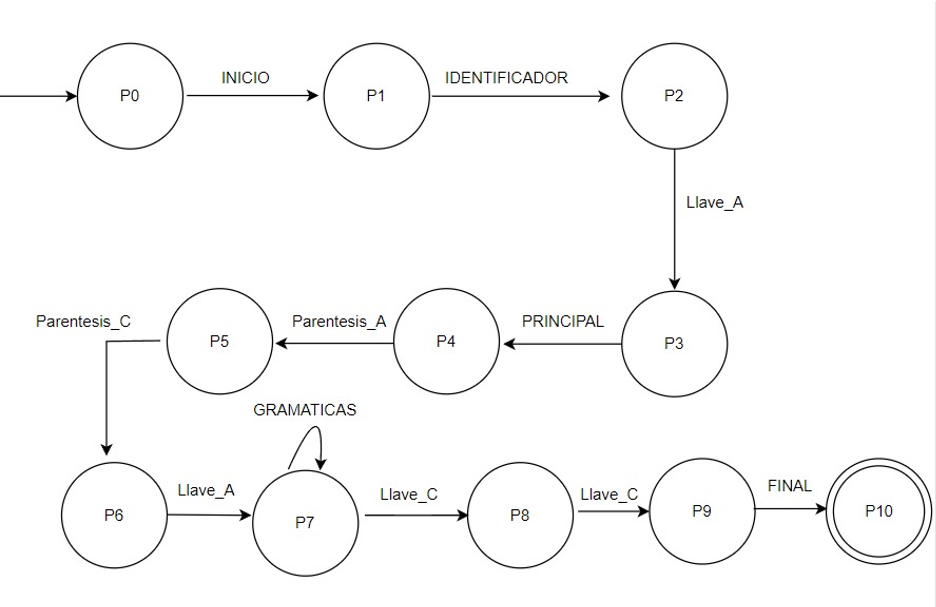 INICIO
IDENTIFICADOR
P0
P1
P2
Llave_A
Parentesis_C
Parentesis_A
PRINCIPAL
P5
P4
P3
GRAMATICAS
Llave_A
Llave_C
Llave_C
FINAL
P6
P7
P8
P9
P10